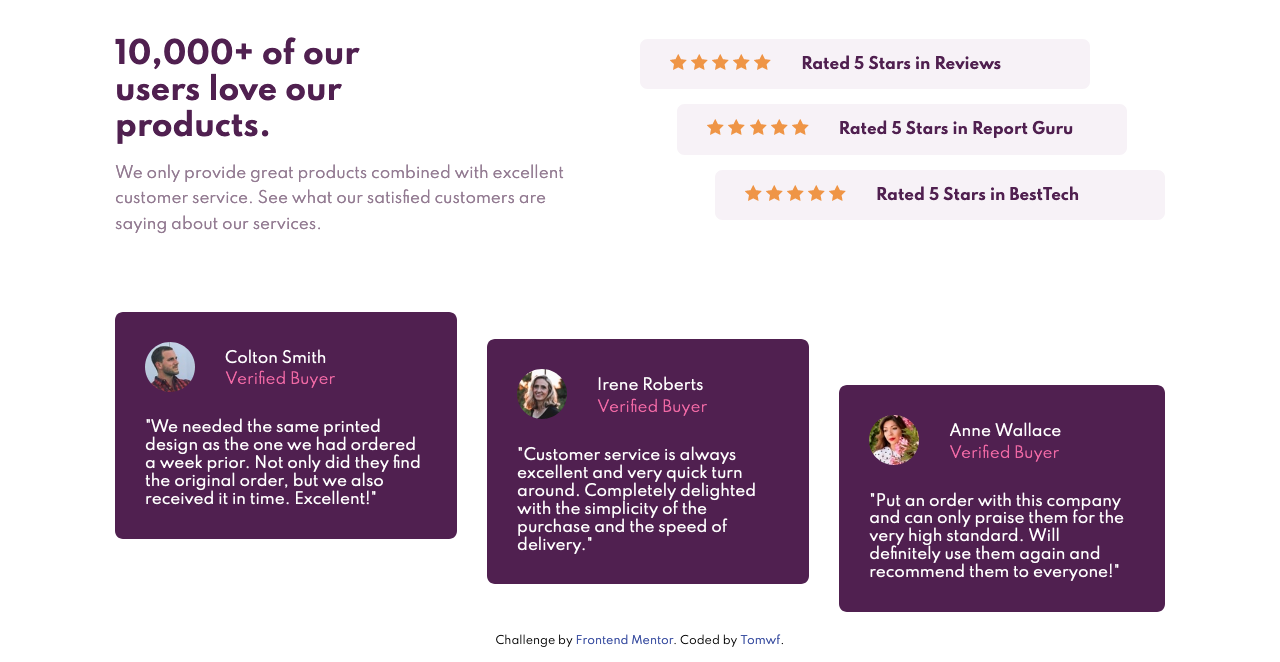 10,000+ of our
users love our
products.
We only provide great products combined with excellent
customer service. See what our satisfied customers are
saying about our services.
Rated 5 Stars in Reviews
Rated 5 Stars in Report Guru
Rated 5 Stars in BestTech
Colton Smith
Verified Buyer
"We needed the same printed
design as the one we had ordered
a week prior. Not only did they find
the original order, but we also
received it in time. Excellent!"
Irene Roberts
Verified Buyer
"Customer service is always
excellent and very quick turn
around. Completely delighted
with the simplicity of the
purchase and the speed of
delivery."
Anne Wallace
Verified Buyer
"Put an order with this company
and can only praise them for the
very high standard. Will
definitely use them again and
recommend them to everyone!"
Challenge by Frontend Mentor. Coded by Tomwf.